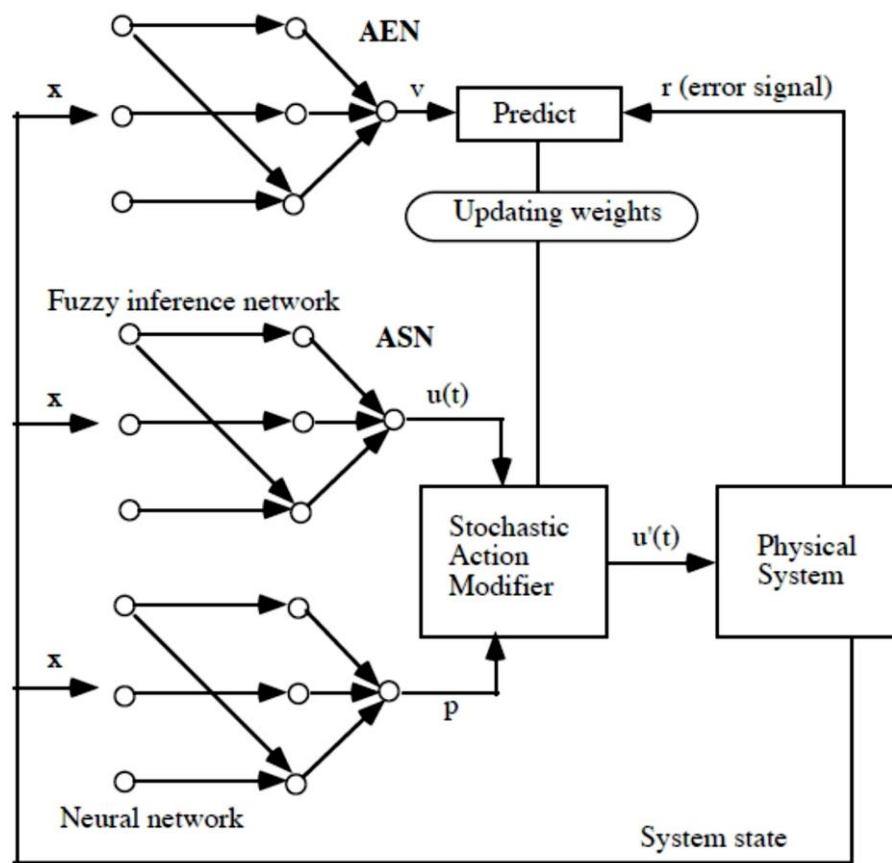 AEN
x
v
Predict
r (error signal)
Updating weights
Fuzzy inference network
ASN
x
u(t)
Stochastic
Action
Modifier
u'(t)
Physical
System
x
p
Neural network
System state